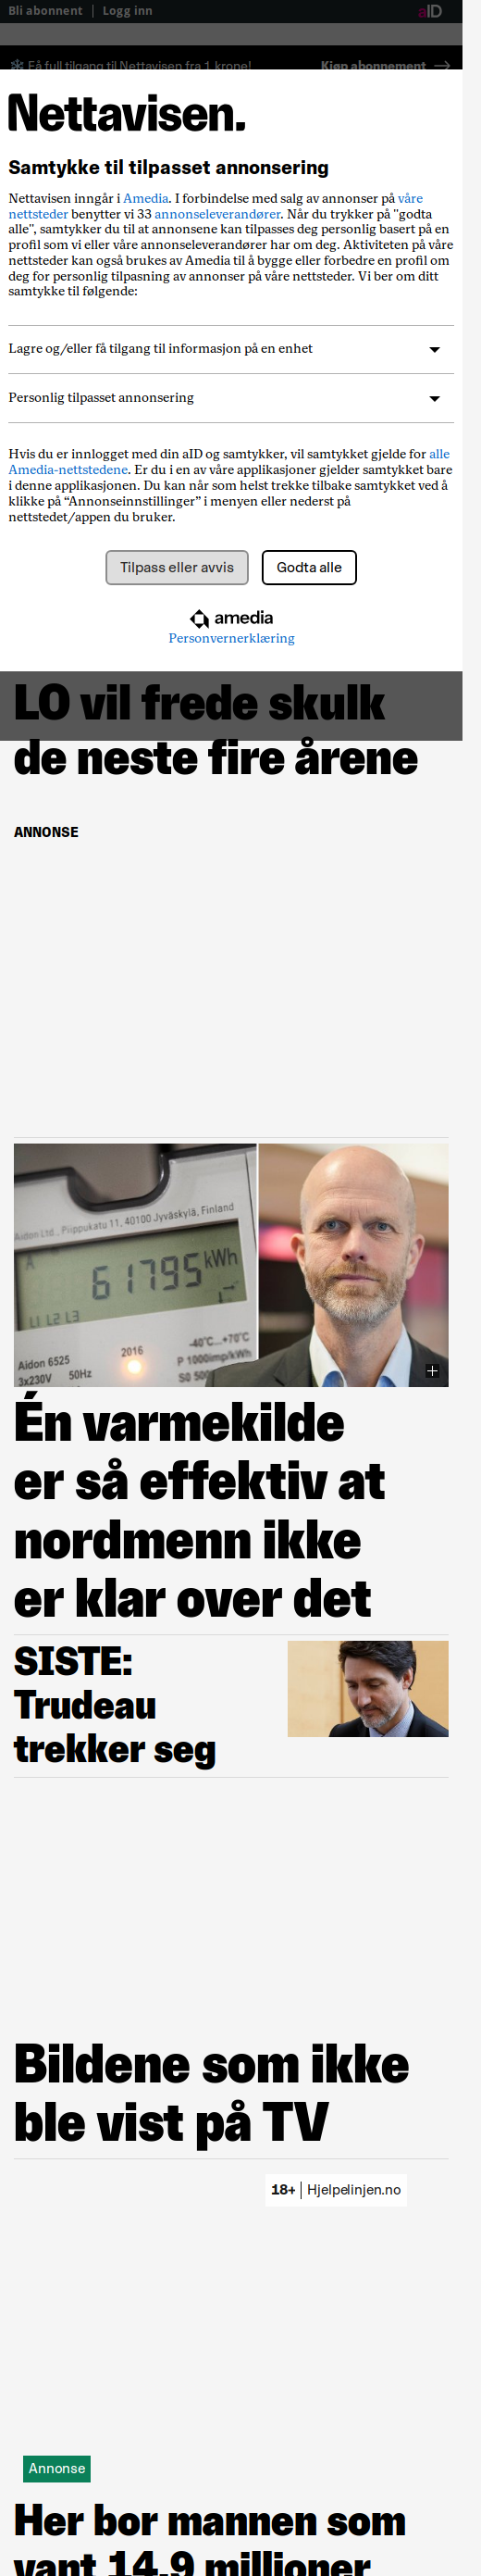 Bli abonnent | Logg inn
aID
Få full tilgang til Nettavisen fra 1 krone!
Kjøp abonnement →
Nettavisen.
Samtykke til tilpasset annonsering
Nettavisen inngår i Amedia. I forbindelse med salg av annonser på våre
nettsteder benytter vi 33 annonseleverandører. Når du trykker på "godta
alle", samtykker du til at annonsene kan tilpasses deg personlig basert på en
profil som vi eller våre annonseleverandører har om deg. Aktiviteten på våre
nettsteder kan også brukes av Amedia til å bygge eller forbedre en profil om
deg for personlig tilpasning av annonser på våre nettsteder. Vi ber om ditt
samtykke til følgende:
Lagre og/eller få tilgang til informasjon på en enhet
Personlig tilpasset annonsering
Hvis du er innlogget med din aID og samtykker, vil samtykket gjelde for alle
Amedia-nettstedene. Er du i en av våre applikasjoner gjelder samtykket bare
i denne applikasjonen. Du kan når som helst trekke tilbake samtykket ved å
klikke på “Annonseinnstillinger” i menyen eller nederst på
nettstedet/appen du bruker.
Tilpass eller avvis
Godta alle
amedia
Personvernerklæring
LO vil frede skulk
de neste fire årene
ANNONSE
Aidon Ltd., Piippukatu 11, 40100 Jyväskylä, Finland
A
61795 kWh
L1 L2 L3
Aidon 6525
2016
-40°C...+70°C
3x230V
50Hz
P 1000imp/kWh
S0 500
Én varmekilde
er så effektiv at
nordmenn ikke
er klar over det
SISTE:
Trudeau
trekker seg
Bildene som ikke
ble vist på TV
18+ | Hjelpelinjen.no
Annonse
Her bor mannen som
vant 14,9 millioner